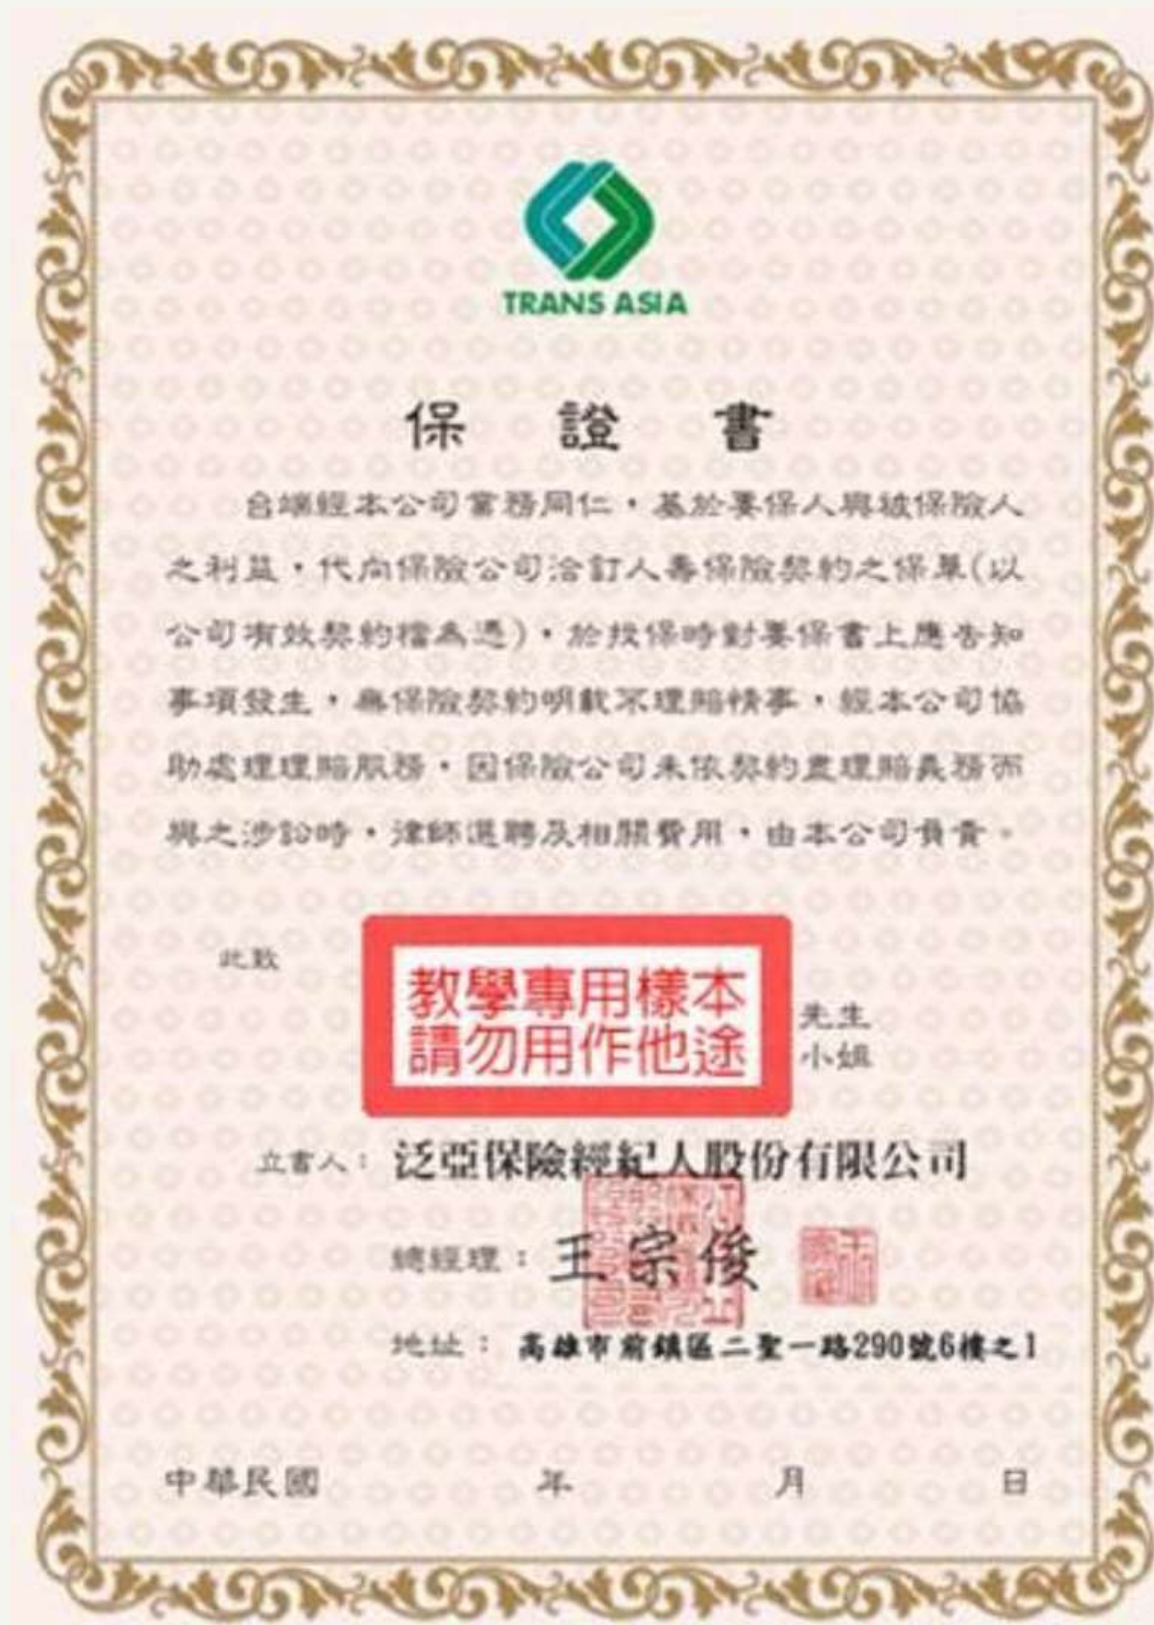 TRANS ASIA
保證書
台端經本公司業務同仁，基於要保人與被保險人
之利益，代向保險公司洽訂人壽保險契約之保單(以
公司有效契約檔為憑)，於投保時對要保書上應告知
事項發生，無保險契約明載不理賠情事，經本公司協
助處理理賠服務，因保險公司未依契約盡理賠義務而
與之涉訟時，律師選聘及相關費用，由本公司負責。
此致
教學專用樣本
請勿用作他途
先生
小姐
立書人：泛亞保險經紀人股份有限公司
總經理：王宗俊
地址：高雄市前鎮區二聖一路290號6樓之1
中華民國 年 月 日